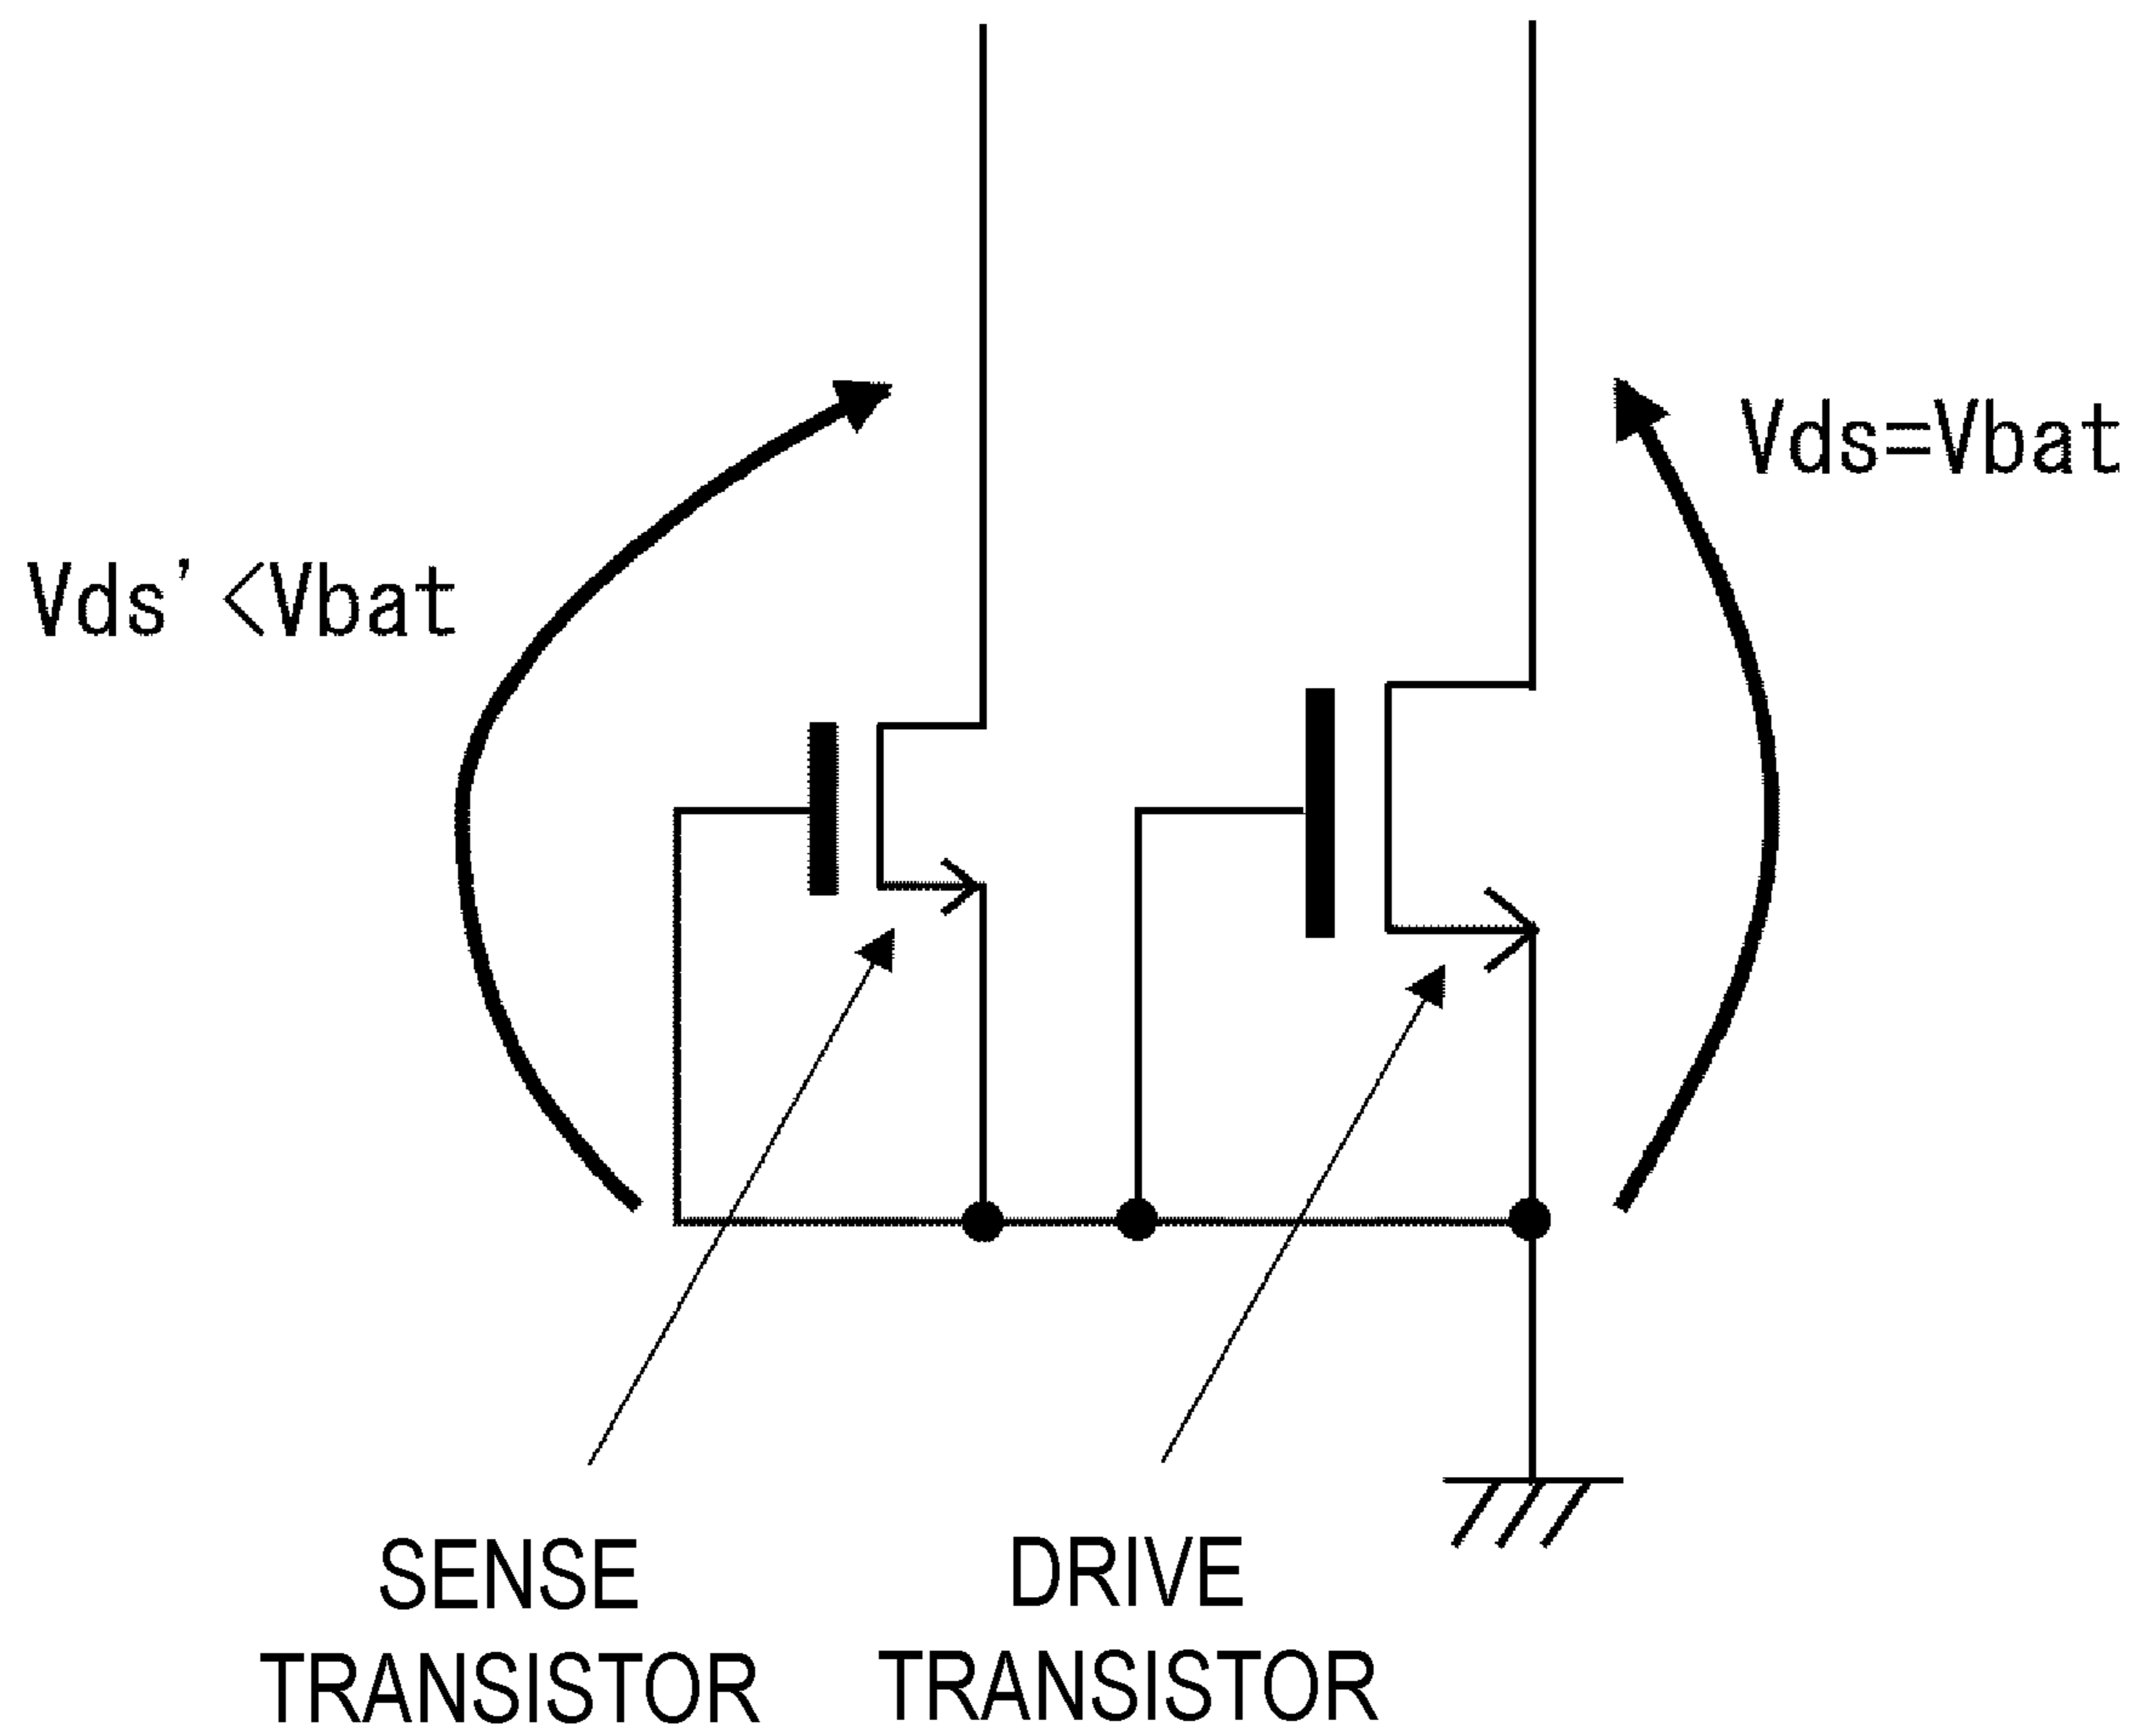 Vds=Vbat
Vds'<Vbat
SENSE
TRANSISTOR
DRIVE
TRANSISTOR